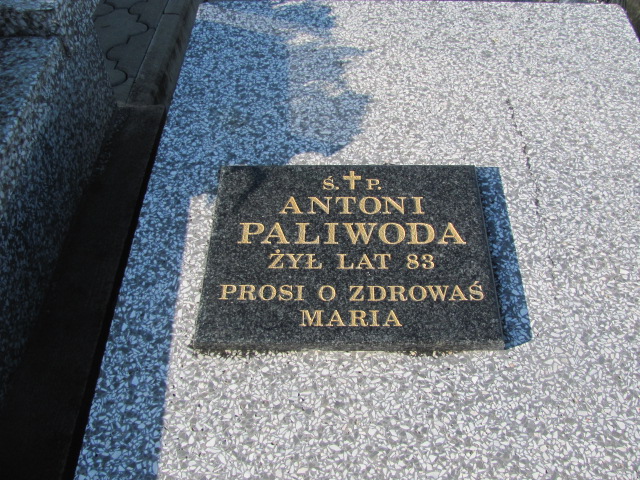 Ś.✝P.
ANTONI
PALIWODA
ŻYŁ LAT 83
PROSI O ZDROWAŚ
MARIA